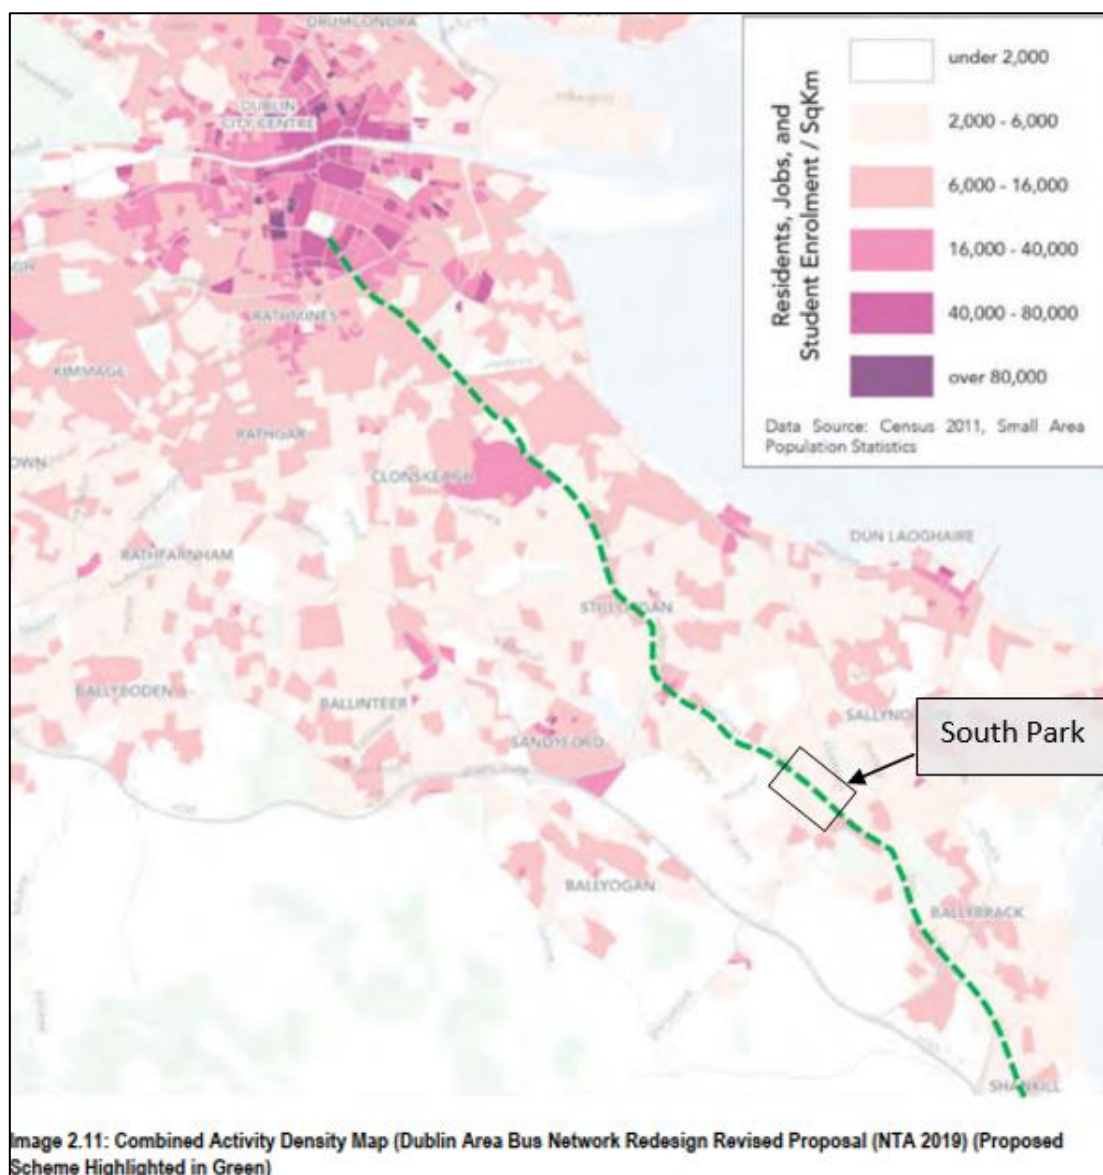 DRUMCONDRA
DUBLIN
CITY CENTRE
RATHMINES
KIMMAGE
RATHGAR
CLONSKEAGH
RATHFARNHAM
DÚN LAOGHAIRE
STILLORGAN
BALLYBODEN
BALLINTEER
SANDYFORD
BALLYOGAN
BALLYBRACK
SHANKILL
South Park
Residents, Jobs, and
Student Enrolment / SqKm
under 2,000
2,000 - 6,000
6,000 - 16,000
16,000 - 40,000
40,000 - 80,000
over 80,000
Data Source: Census 2011, Small Area
Population Statistics
Image 2.11: Combined Activity Density Map (Dublin Area Bus Network Redesign Revised Proposal (NTA 2019) (Proposed
Scheme Highlighted in Green)